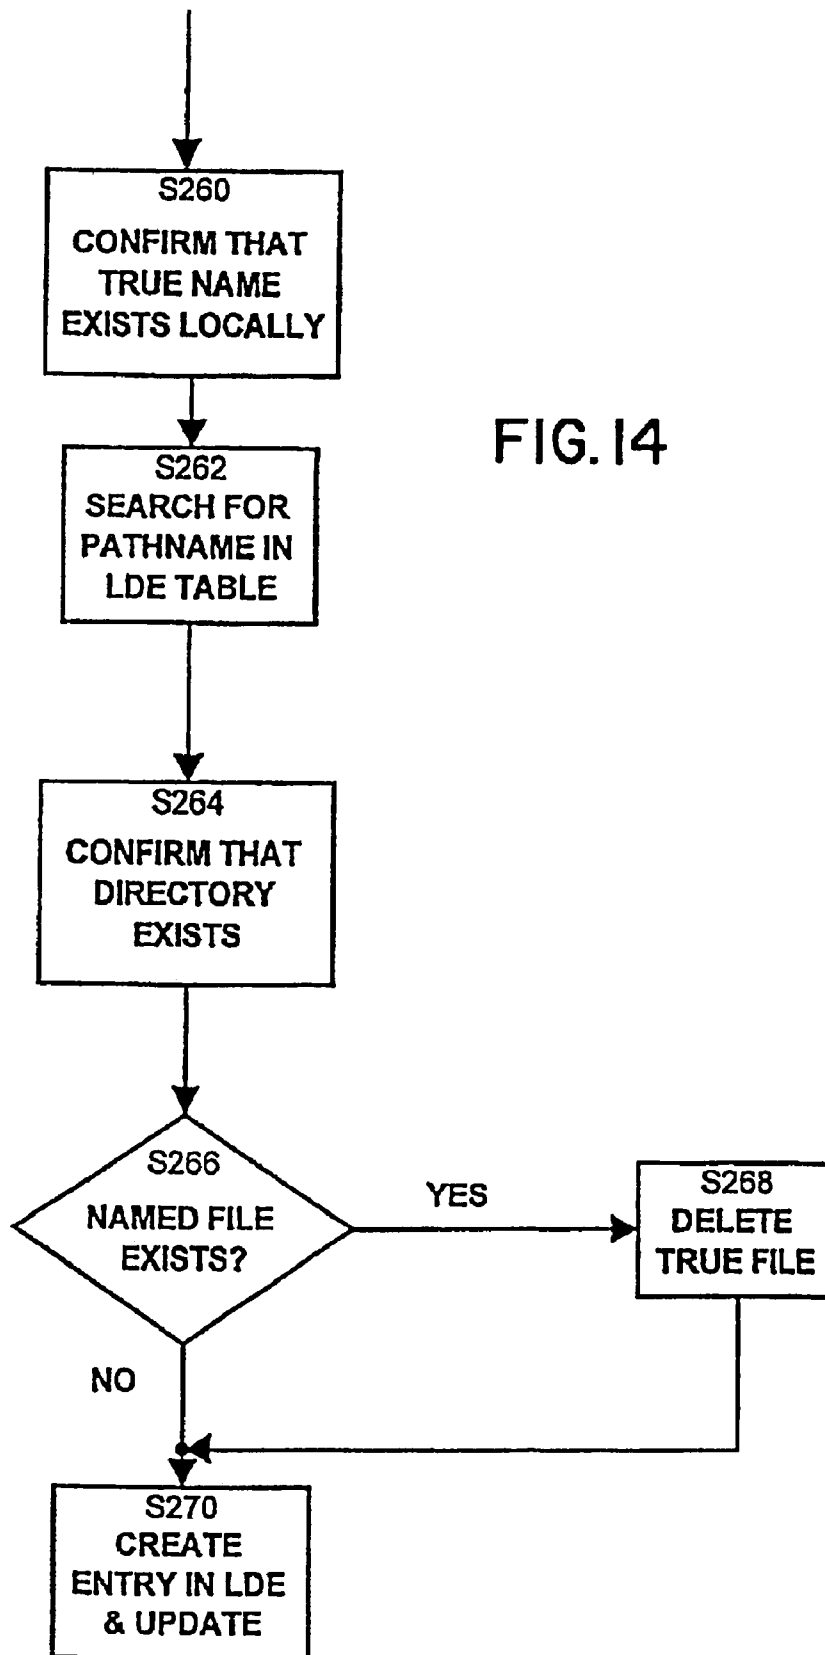 S260
CONFIRM THAT
TRUE NAME
EXISTS LOCALLY
FIG. 14
S262
SEARCH FOR
PATHNAME IN
LDE TABLE
S264
CONFIRM THAT
DIRECTORY
EXISTS
S266
NAMED FILE
EXISTS?
YES
S268
DELETE
TRUE FILE
NO
S270
CREATE
ENTRY IN LDE
& UPDATE